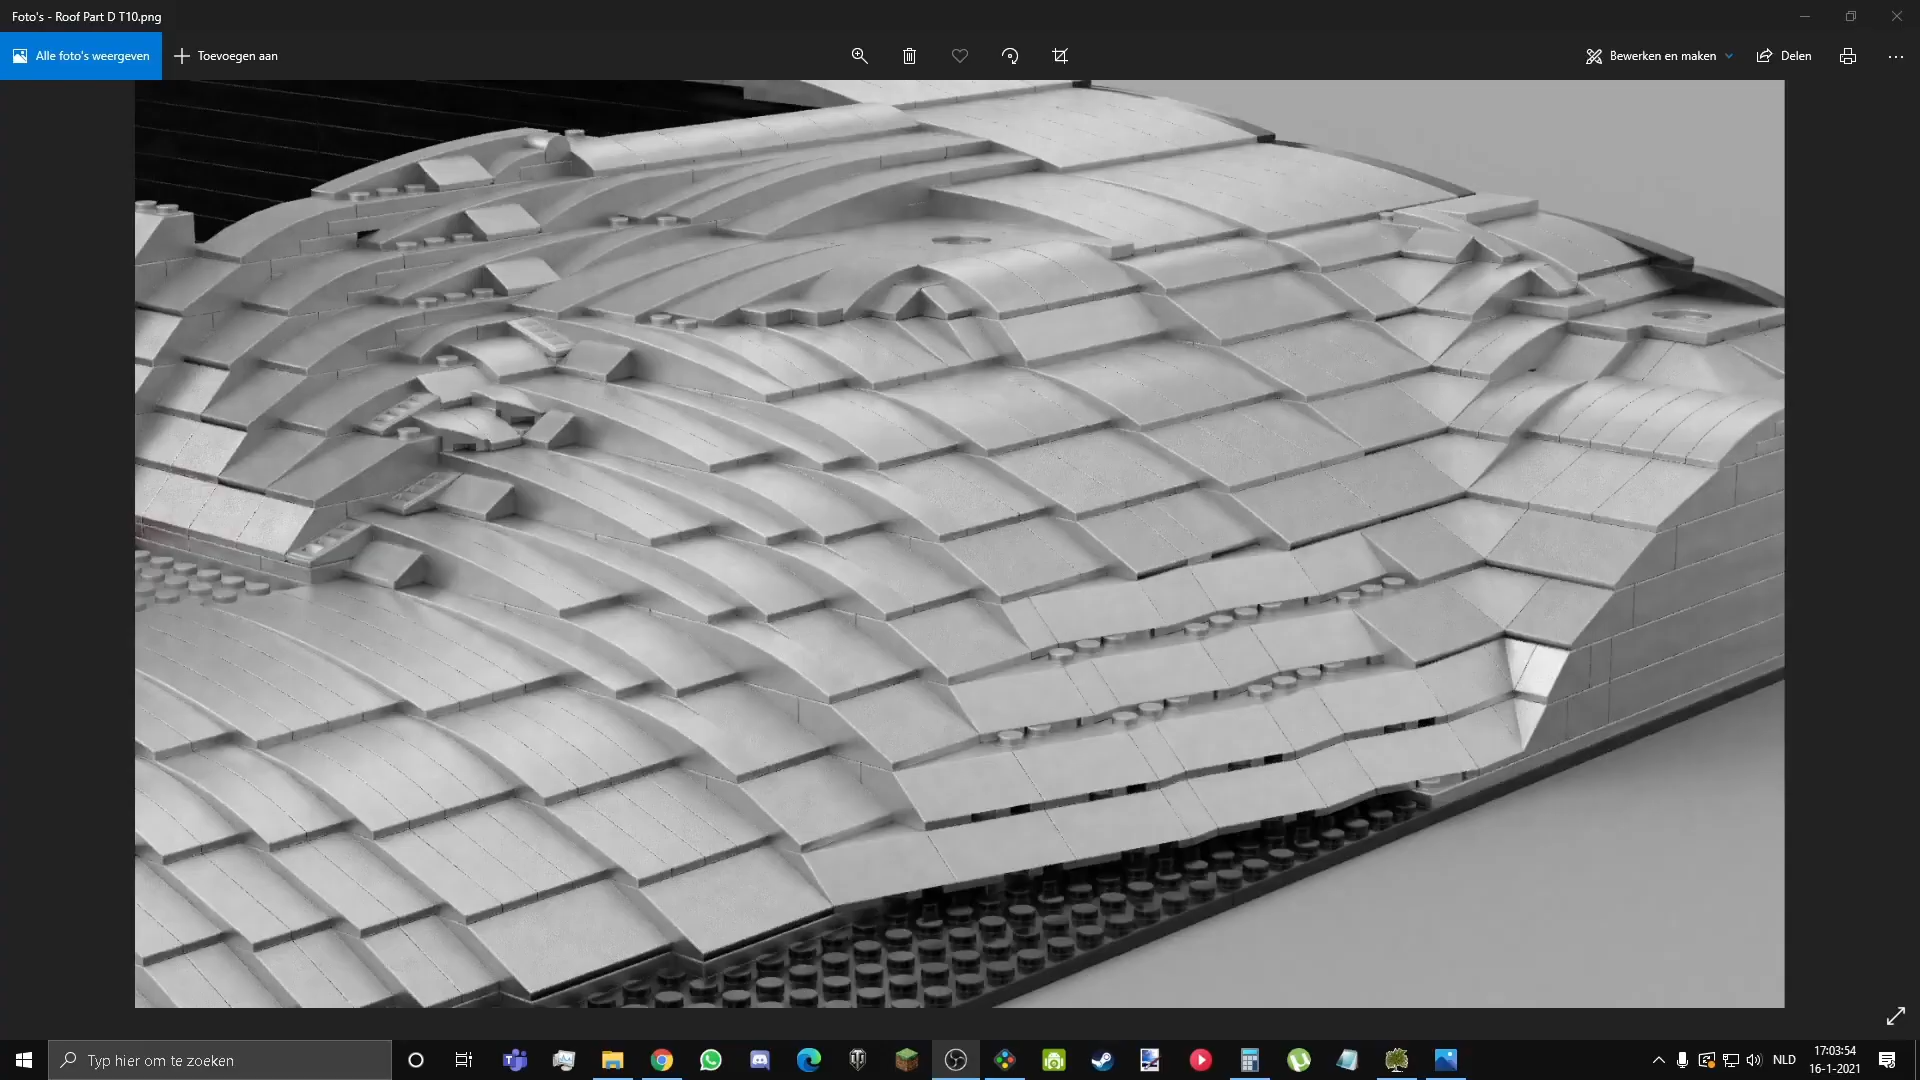 Foto's - Roof Part D T10.png
Alle foto's weergeven
Toevoegen aan
Bewerken en maken
Delen
Typ hier om te zoeken
NLD
17:03:54
16-1-2021